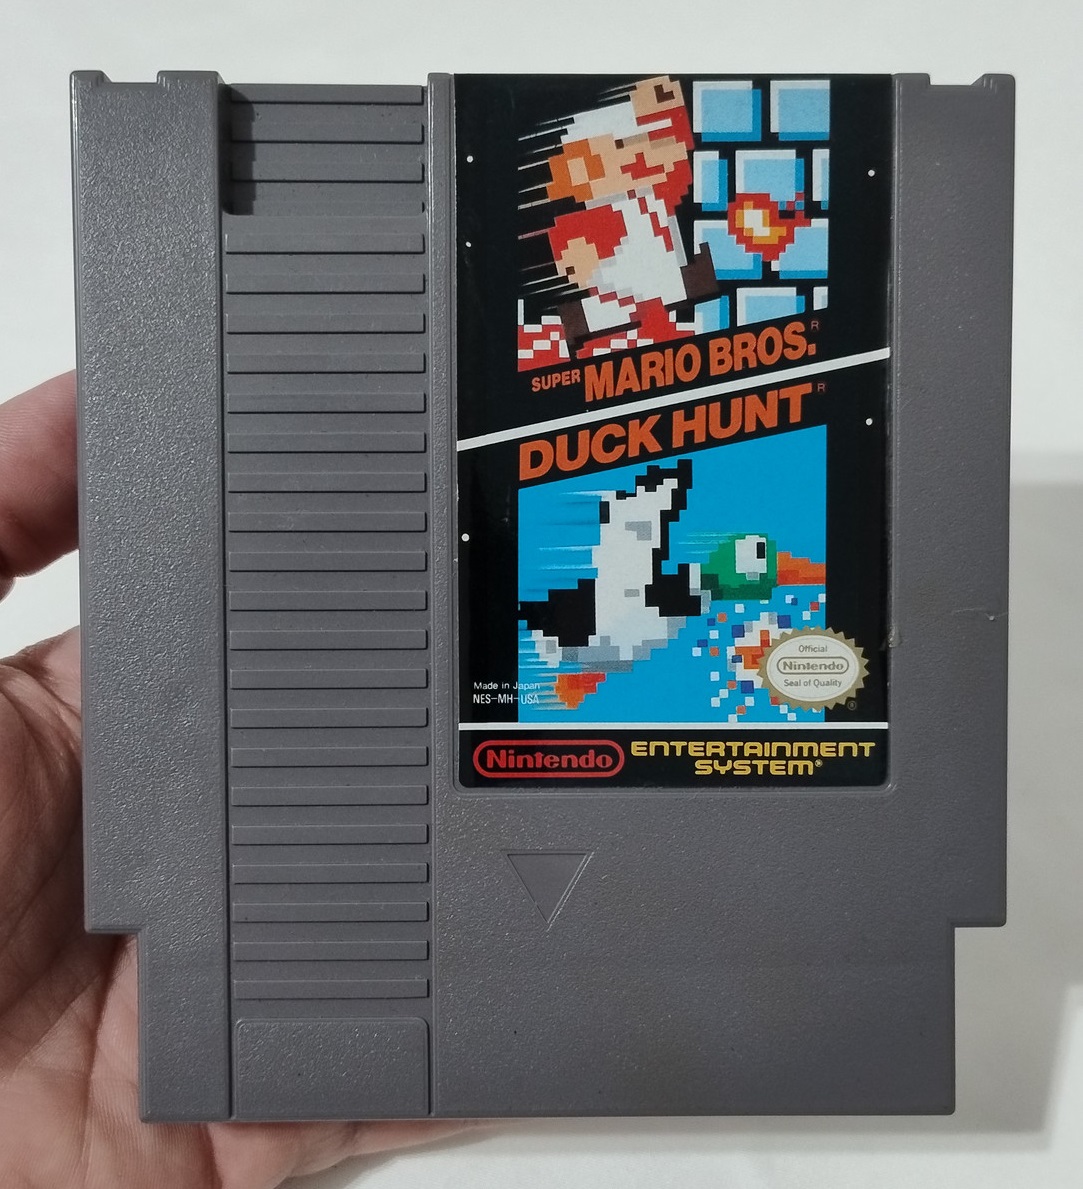 SUPER MARIO BROS.®
DUCK HUNT®
Official
Nintendo
Seal of Quality
®
Made in Japan
NES-MH-USA
Nintendo
ENTERTAINMENT
SYSTEM®